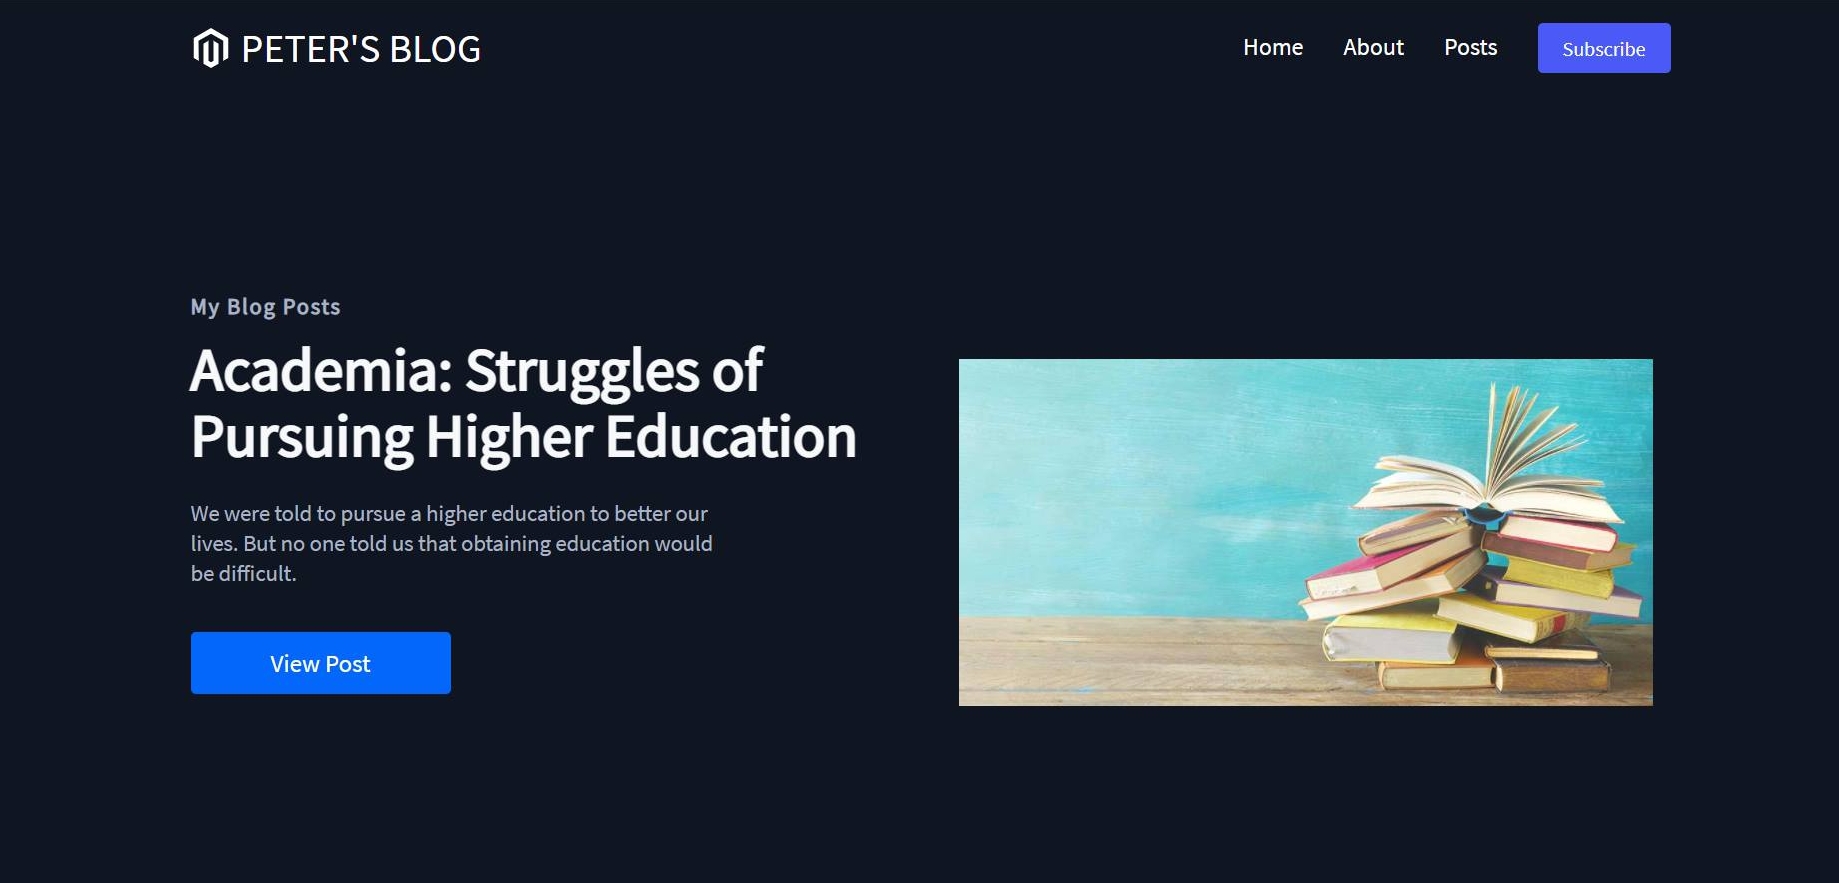 PETER'S BLOG
Home
About
Posts
Subscribe
My Blog Posts
Academia: Struggles of
Pursuing Higher Education
We were told to pursue a higher education to better our
lives. But no one told us that obtaining education would
be difficult.
View Post